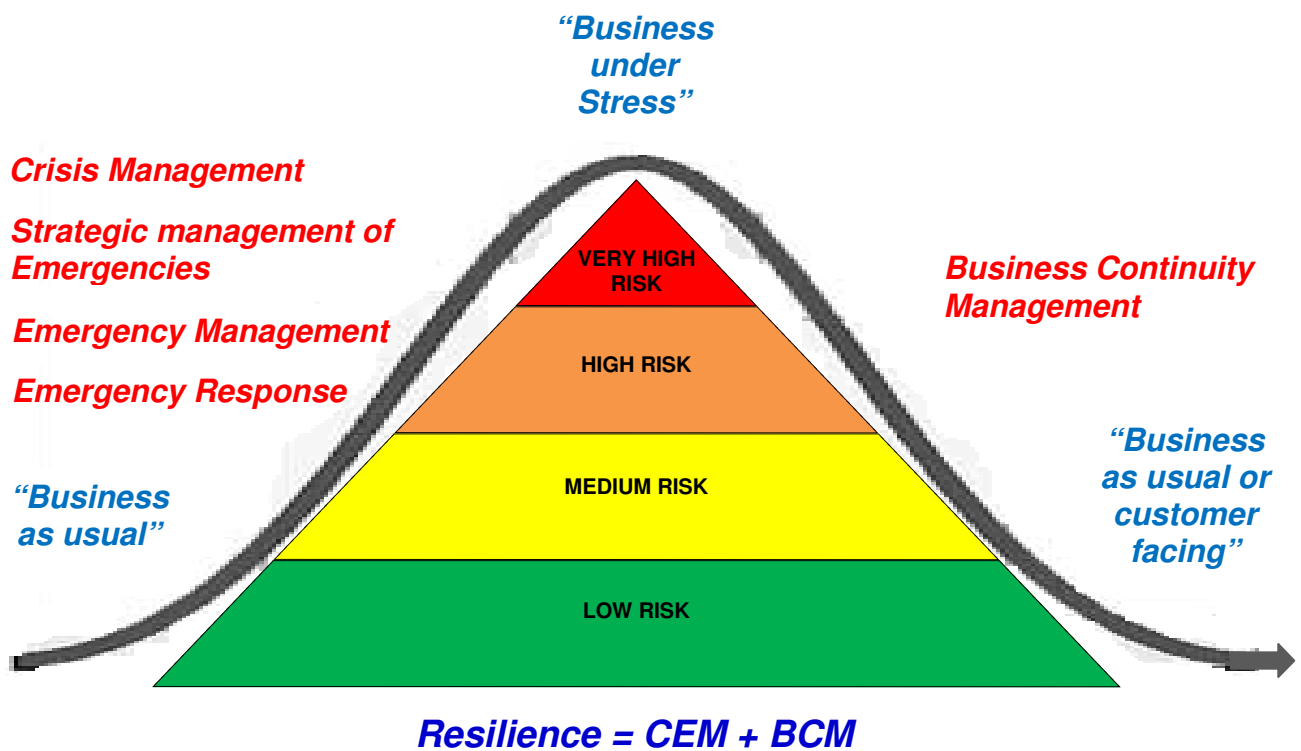 “Business
under
Stress”
Crisis Management
Strategic management of
Emergencies
Emergency Management
Emergency Response
“Business
as usual”
VERY HIGH
RISK
HIGH RISK
MEDIUM RISK
LOW RISK
Business Continuity
Management
“Business
as usual or
customer
facing”
Resilience = CEM + BCM